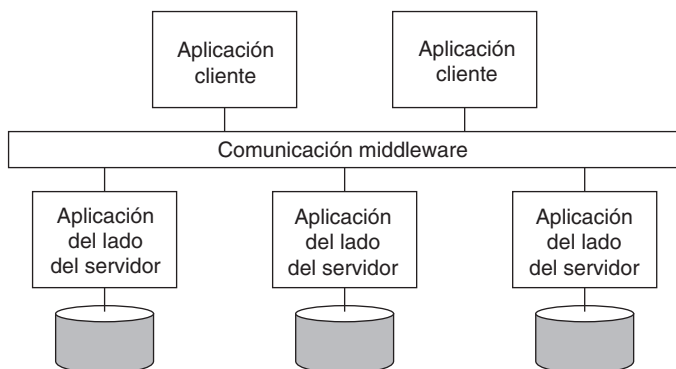 Aplicación
cliente
Aplicación
cliente
Comunicación middleware
Aplicación
del lado
del servidor
Aplicación
del lado
del servidor
Aplicación
del lado
del servidor